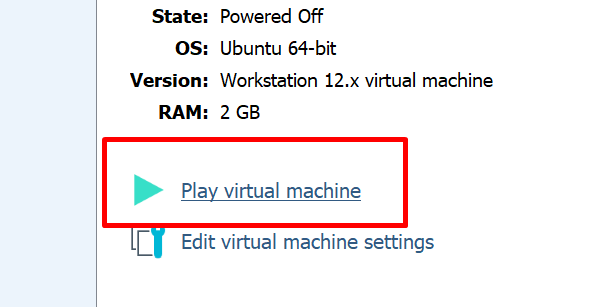 State: Powered Off
OS: Ubuntu 64-bit
Version: Workstation 12.x virtual machine
RAM: 2 GB
Play virtual machine
Edit virtual machine settings